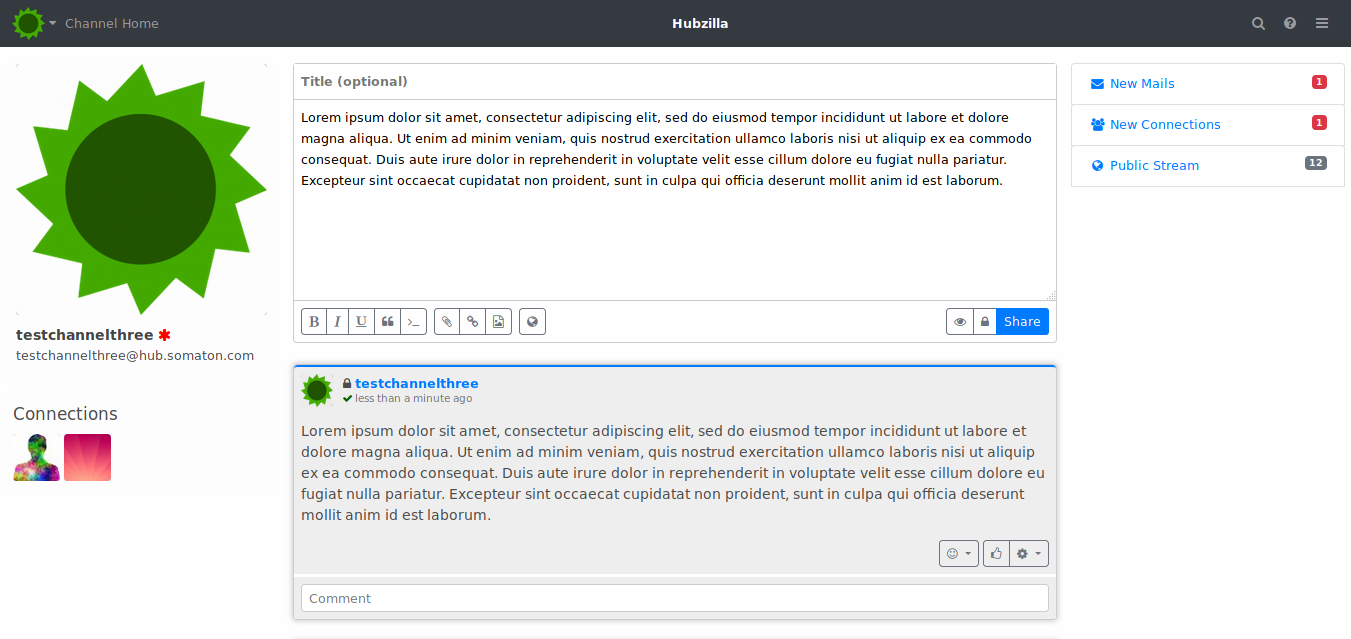 Channel Home
Hubzilla
testchannelthree
testchannelthree@hub.somaton.com
Connections
Title (optional)
Lorem ipsum dolor sit amet, consectetur adipiscing elit, sed do eiusmod tempor incididunt ut labore et dolore
magna aliqua. Ut enim ad minim veniam, quis nostrud exercitation ullamco laboris nisi ut aliquip ex ea commodo
consequat. Duis aute irure dolor in reprehenderit in voluptate velit esse cillum dolore eu fugiat nulla pariatur.
Excepteur sint occaecat cupidatat non proident, sunt in culpa qui officia deserunt mollit anim id est laborum.
B I U
Share
testchannelthree
less than a minute ago
Lorem ipsum dolor sit amet, consectetur adipiscing elit, sed do eiusmod tempor incididunt ut labore et
dolore magna aliqua. Ut enim ad minim veniam, quis nostrud exercitation ullamco laboris nisi ut aliquip
ex ea commodo consequat. Duis aute irure dolor in reprehenderit in voluptate velit esse cillum dolore eu
fugiat nulla pariatur. Excepteur sint occaecat cupidatat non proident, sunt in culpa qui officia deserunt
mollit anim id est laborum.
Comment
New Mails 1
New Connections 1
Public Stream 12